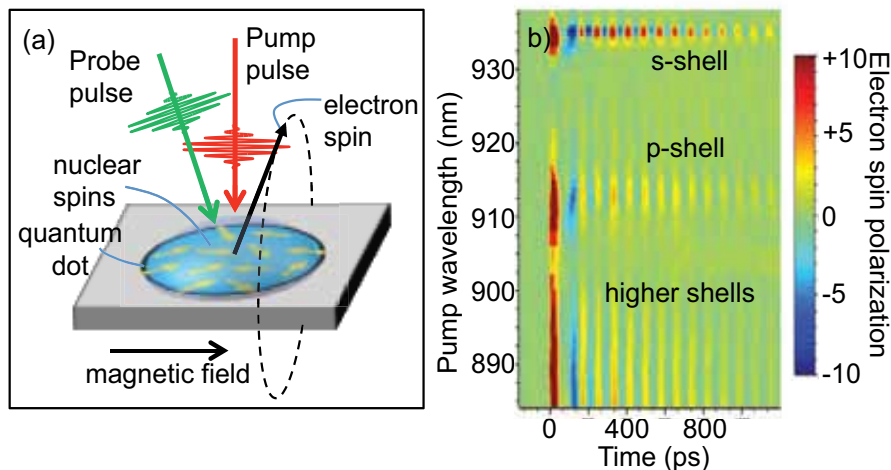 (a)
Probe
pulse
Pump
pulse
electron
spin
nuclear
spins
quantum
dot
magnetic field
b)
Pump wavelength (nm)
930
920
910
900
890
s-shell
p-shell
higher shells
0 400 800
Time (ps)
+10
+5
0
-5
-10
Electron spin polarization